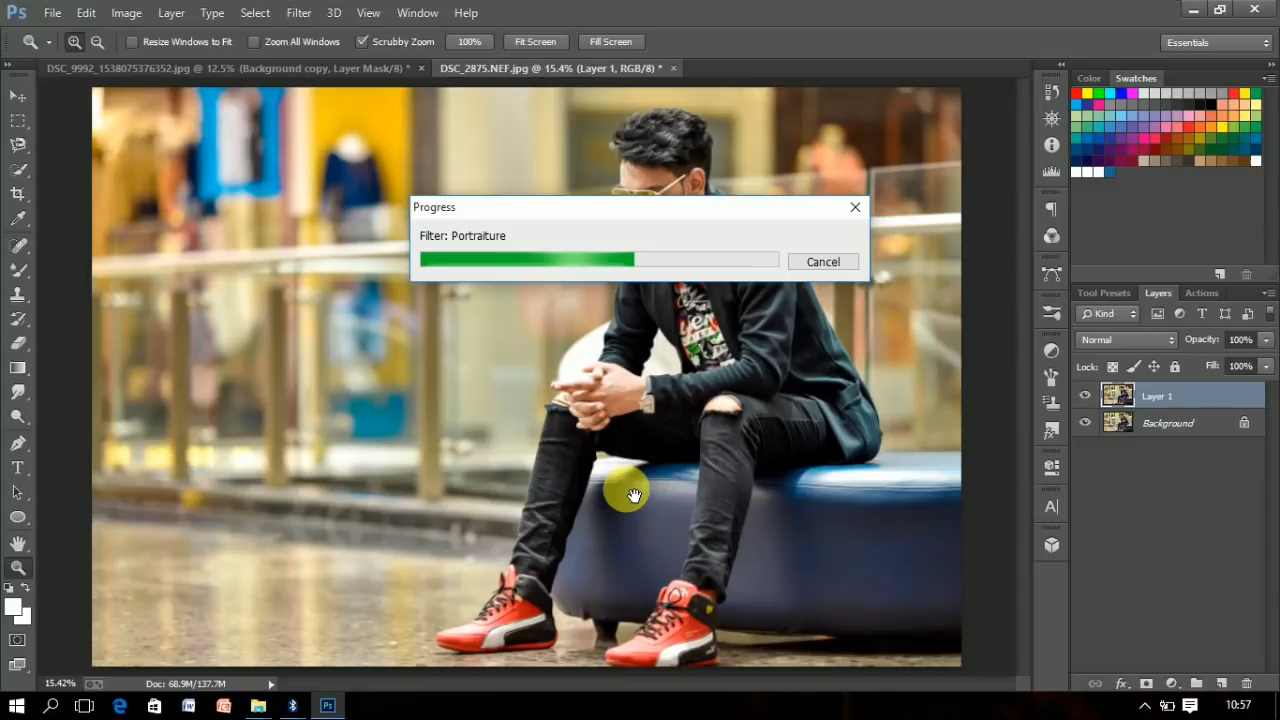 Ps File Edit Image Layer Type Select Filter 3D View Window Help
Resize Windows to Fit Zoom All Windows Scrubby Zoom 100% Fit Screen Fill Screen Essentials
DSC_9992_1538075376352.jpg @ 12.5% (Background copy, Layer Mask/8) * × DSC_2875.NEF.jpg @ 15.4% (Layer 1, RGB/8) * ×
Color Swatches
Progress
Filter: Portraiture
Cancel
Tool Presets Layers Actions
Kind
Normal Opacity: 100%
Lock: Fill: 100%
Layer 1
Background
15.42% Doc: 68.9M/137.7M
10:57